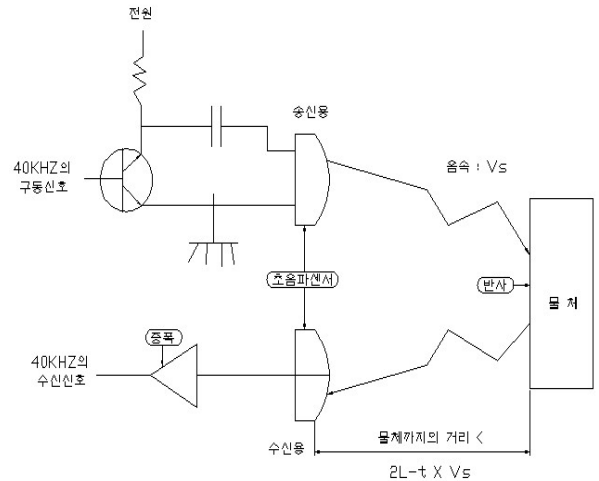 전원
송신용
40KHZ의
구동신호
음속 : Vs
초음파센서
반사
물 체
증폭
40KHZ의
수신신호
수신용
물체까지의 거리 <
2L-t X Vs